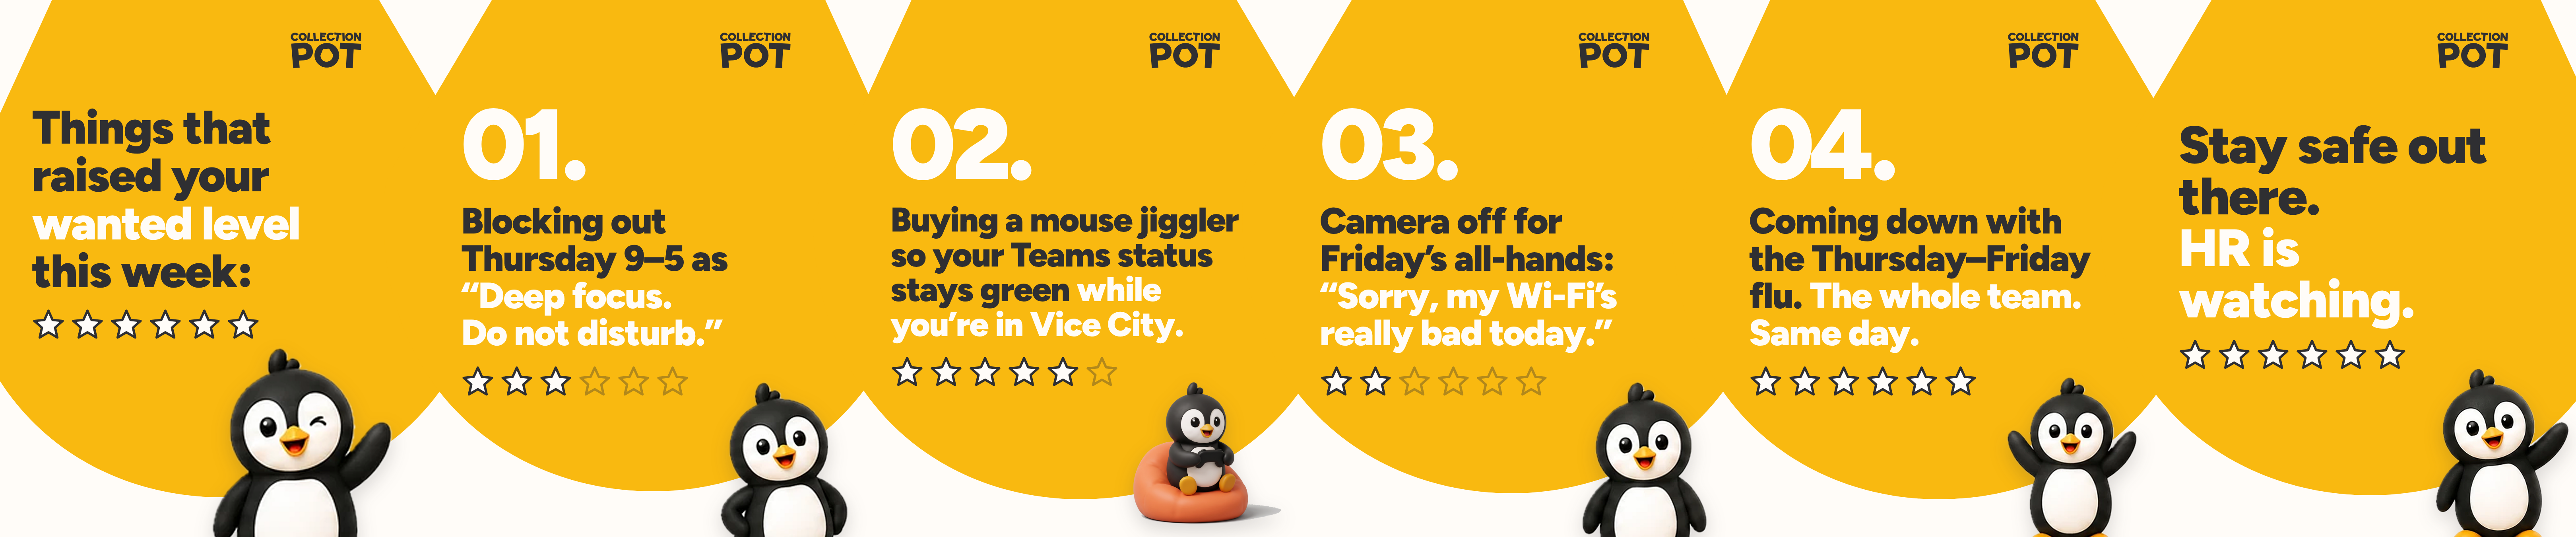 COLLECTION
POT
Things that
raised your
wanted level
this week:
COLLECTION
POT
01.
Blocking out
Thursday 9–5 as
“Deep focus.
Do not disturb.”
COLLECTION
POT
02.
Buying a mouse jiggler
so your Teams status
stays green while
you’re in Vice City.
COLLECTION
POT
03.
Camera off for
Friday’s all-hands:
“Sorry, my Wi-Fi’s
really bad today.”
COLLECTION
POT
04.
Coming down with
the Thursday–Friday
flu. The whole team.
Same day.
COLLECTION
POT
Stay safe out
there.
HR is
watching.